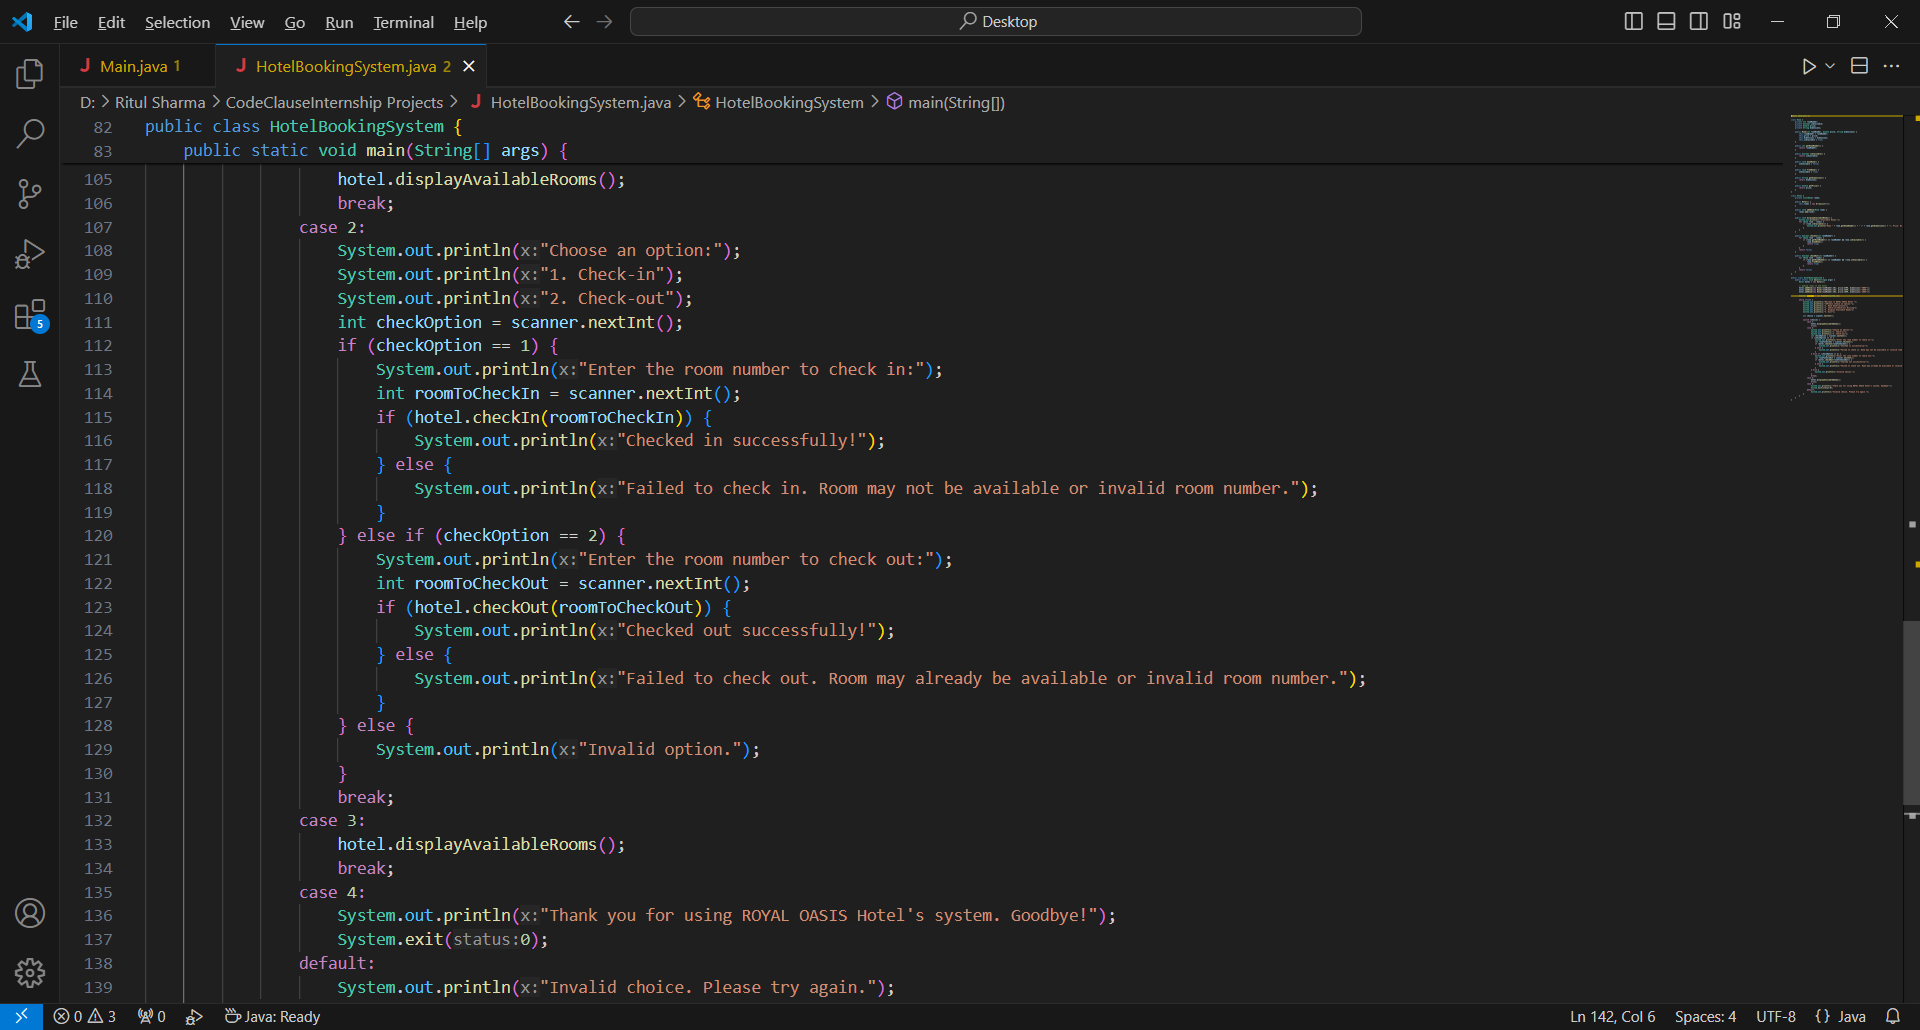 File Edit Selection View Go Run Terminal Help Desktop
Main.java 1 HotelBookingSystem.java 2
D: > Ritul Sharma > CodeClauseInternship Projects > HotelBookingSystem.java > HotelBookingSystem > main(String[])
82 public class HotelBookingSystem {
83 public static void main(String[] args) {
105 hotel.displayAvailableRooms();
106 break;
107 case 2:
108 System.out.println(x:"Choose an option:");
109 System.out.println(x:"1. Check-in");
110 System.out.println(x:"2. Check-out");
111 int checkOption = scanner.nextInt();
112 if (checkOption == 1) {
113 System.out.println(x:"Enter the room number to check in:");
114 int roomToCheckIn = scanner.nextInt();
115 if (hotel.checkIn(roomToCheckIn)) {
116 System.out.println(x:"Checked in successfully!");
117 } else {
118 System.out.println(x:"Failed to check in. Room may not be available or invalid room number.");
119 }
120 } else if (checkOption == 2) {
121 System.out.println(x:"Enter the room number to check out:");
122 int roomToCheckOut = scanner.nextInt();
123 if (hotel.checkOut(roomToCheckOut)) {
124 System.out.println(x:"Checked out successfully!");
125 } else {
126 System.out.println(x:"Failed to check out. Room may already be available or invalid room number.");
127 }
128 } else {
129 System.out.println(x:"Invalid option.");
130 }
131 break;
132 case 3:
133 hotel.displayAvailableRooms();
134 break;
135 case 4:
136 System.out.println(x:"Thank you for using ROYAL OASIS Hotel's system. Goodbye!");
137 System.exit(status:0);
138 default:
139 System.out.println(x:"Invalid choice. Please try again.");
5
0 3 0 Java: Ready Ln 142, Col 6 Spaces: 4 UTF-8 {} Java